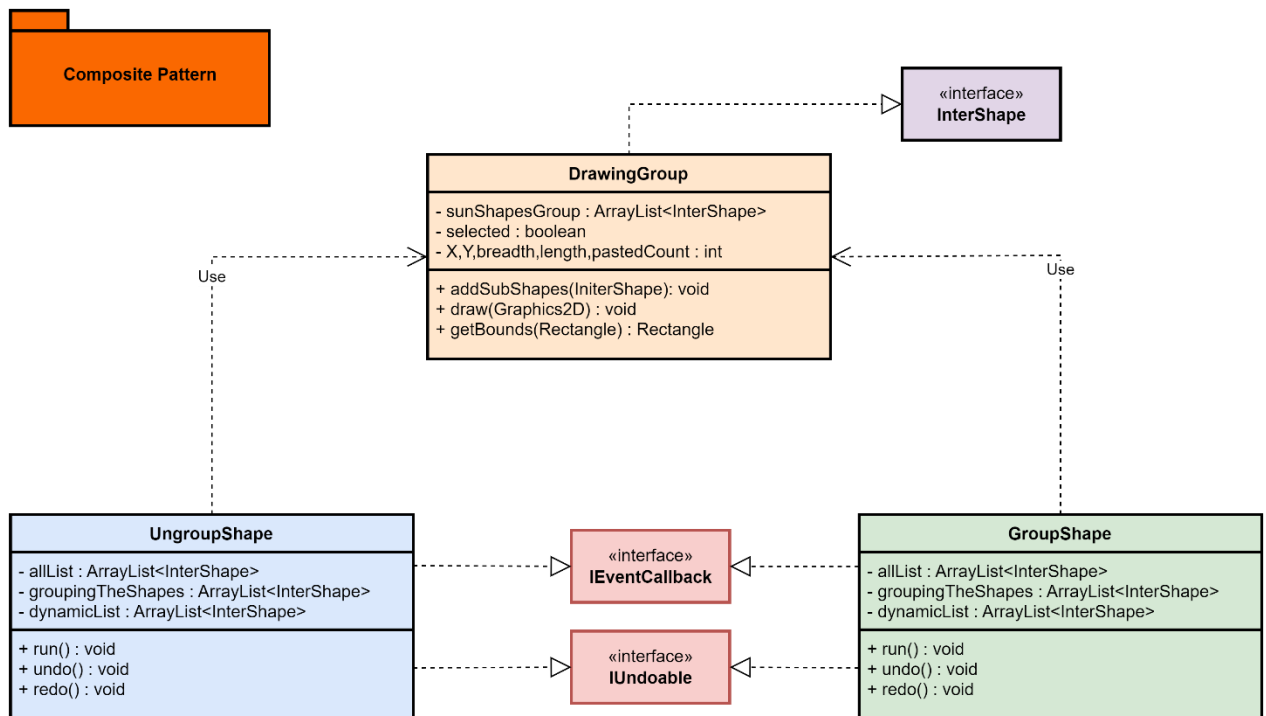 Composite Pattern
«interface»
InterShape
DrawingGroup
- sunShapesGroup : ArrayList<InterShape>
- selected : boolean
- X,Y,breadth,length,pastedCount : int
+ addSubShapes(IniterShape): void
+ draw(Graphics2D) : void
+ getBounds(Rectangle) : Rectangle
Use
Use
UngroupShape
- allList : ArrayList<InterShape>
- groupingTheShapes : ArrayList<InterShape>
- dynamicList : ArrayList<InterShape>
+ run() : void
+ undo() : void
+ redo() : void
«interface»
IEventCallback
«interface»
IUndoable
GroupShape
- allList : ArrayList<InterShape>
- groupingTheShapes : ArrayList<InterShape>
- dynamicList : ArrayList<InterShape>
+ run() : void
+ undo() : void
+ redo() : void